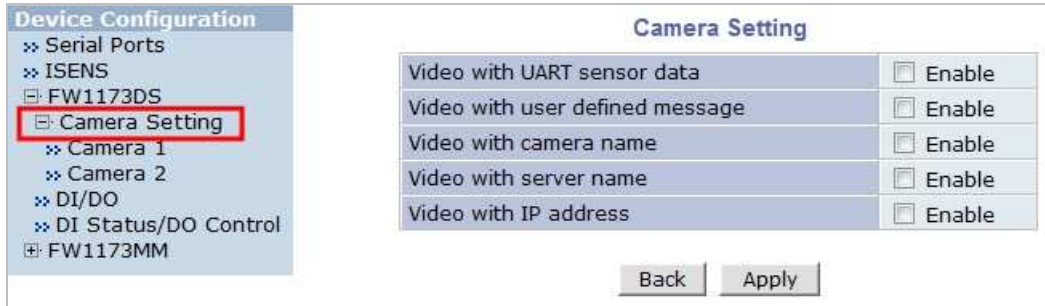 Device Configuration
Serial Ports
ISENS
FW1173DS
Camera Setting
Camera 1
Camera 2
DI/DO
DI Status/DO Control
FW1173MM
Camera Setting
Video with UART sensor data Enable
Video with user defined message Enable
Video with camera name Enable
Video with server name Enable
Video with IP address Enable
Back Apply